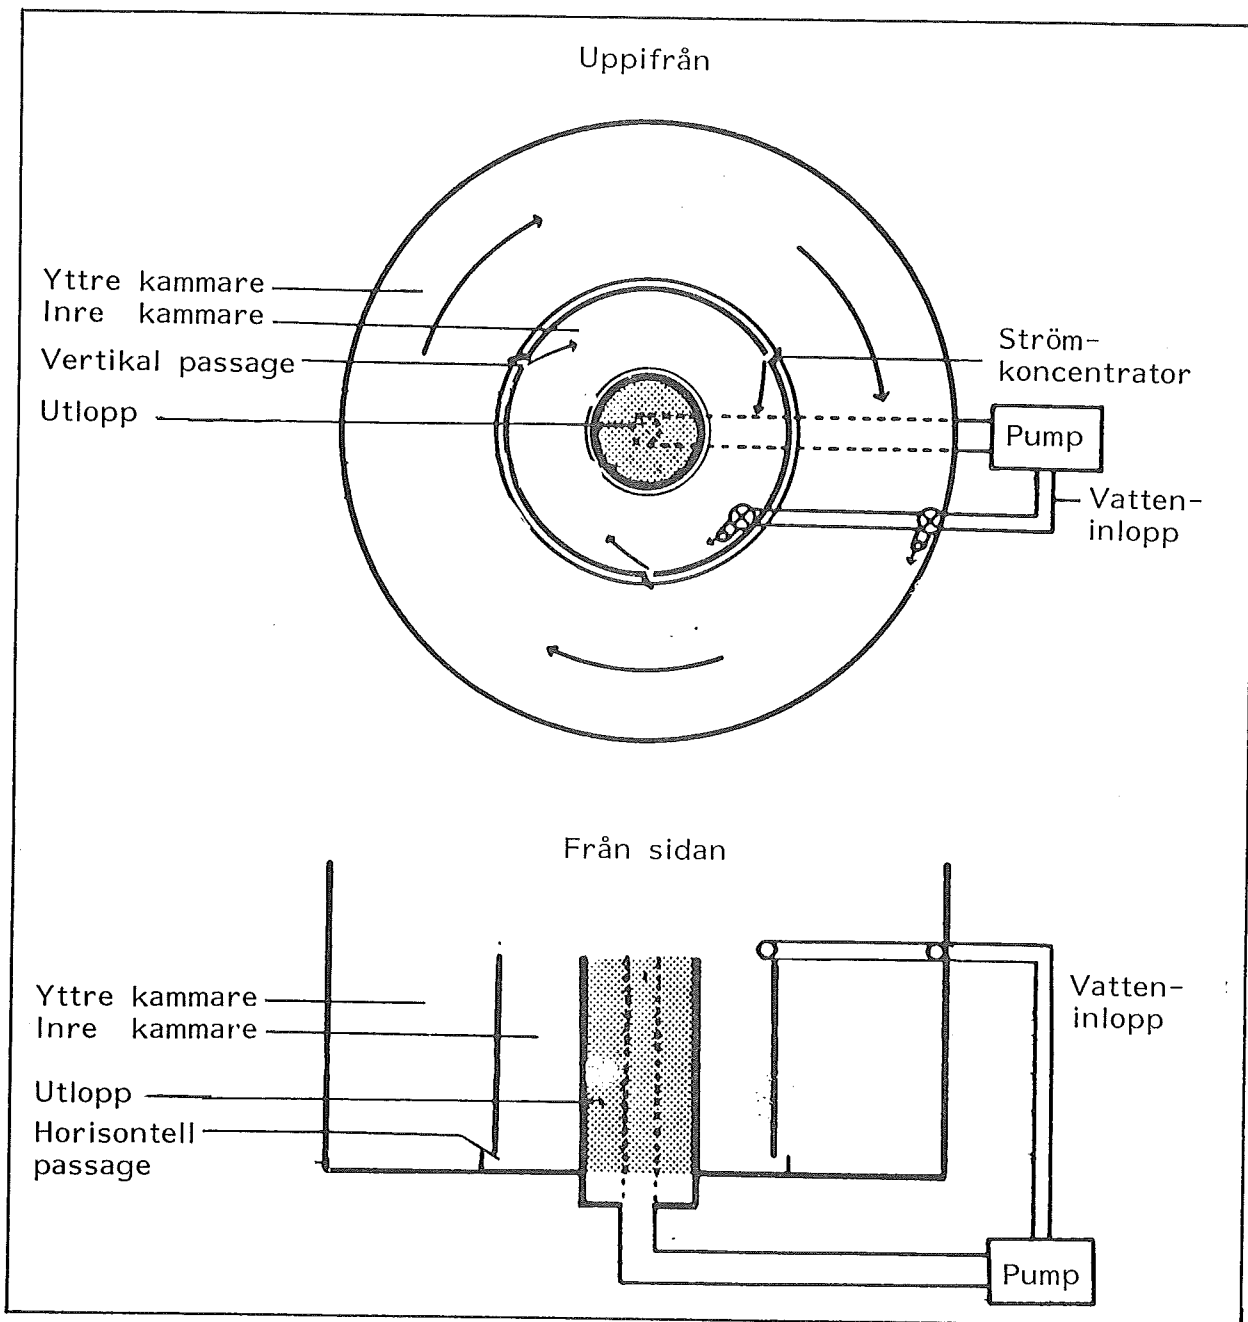 Uppifrån
Yttre kammare
Inre kammare
Vertikal passage
Utlopp
Ström-
koncentrator
Pump
Vatten-
inlopp
Från sidan
Yttre kammare
Inre kammare
Utlopp
Horisontell
passage
Vatten-
inlopp
Pump